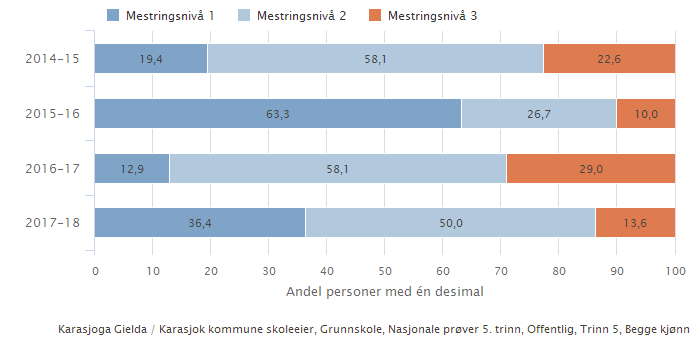 Mestringsnivå 1 Mestringsnivå 2 Mestringsnivå 3
2014-15 19,4 58,1 22,6
2015-16 63,3 26,7 10,0
2016-17 12,9 58,1 29,0
2017-18 36,4 50,0 13,6
0 10 20 30 40 50 60 70 80 90 100
Andel personer med én desimal
Karasjoga Gielda / Karasjok kommune skoleeier, Grunnskole, Nasjonale prøver 5. trinn, Offentlig, Trinn 5, Begge kjønn